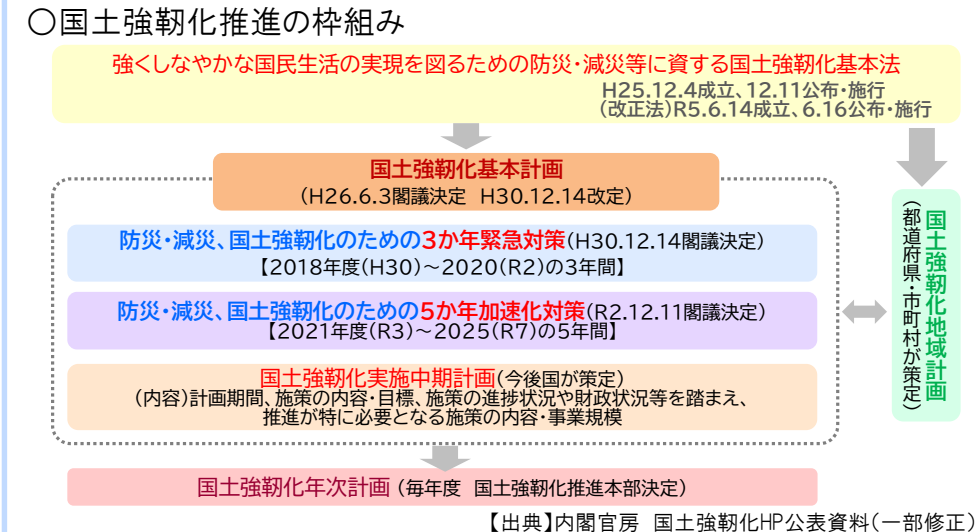 〇国土強靭化推進の枠組み
強くしなやかな国民生活の実現を図るための防災・減災等に資する国土強靭化基本法
H25.12.4成立、12.11公布・施行
(改正法)R5.6.14成立、6.16公布・施行
国土強靭化基本計画
(H26.6.3閣議決定 H30.12.14改定)
防災・減災、国土強靭化のための3か年緊急対策(H30.12.14閣議決定)
【2018年度(H30)～2020(R2)の3年間】
防災・減災、国土強靭化のための5か年加速化対策(R2.12.11閣議決定)
【2021年度(R3)～2025(R7)の5年間】
国土強靭化実施中期計画(今後国が策定)
(内容)計画期間、施策の内容・目標、施策の進捗状況や財政状況等を踏まえ、
推進が特に必要となる施策の内容・事業規模
国土強靭化地域計画
(都道府県・市町村が策定)
国土強靭化年次計画 (毎年度 国土強靭化推進本部決定)
【出典】内閣官房 国土強靭化HP公表資料(一部修正)